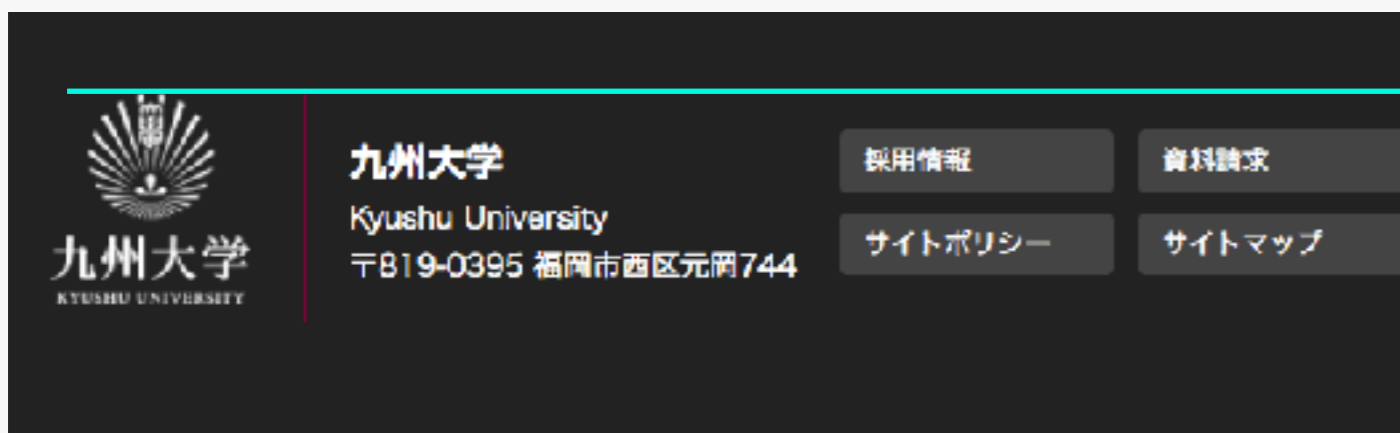 九州大学
KYUSHU UNIVERSITY
九州大学
Kyushu University
〒819-0395 福岡市西区元岡744
採用情報
資料請求
サイトポリシー
サイトマップ